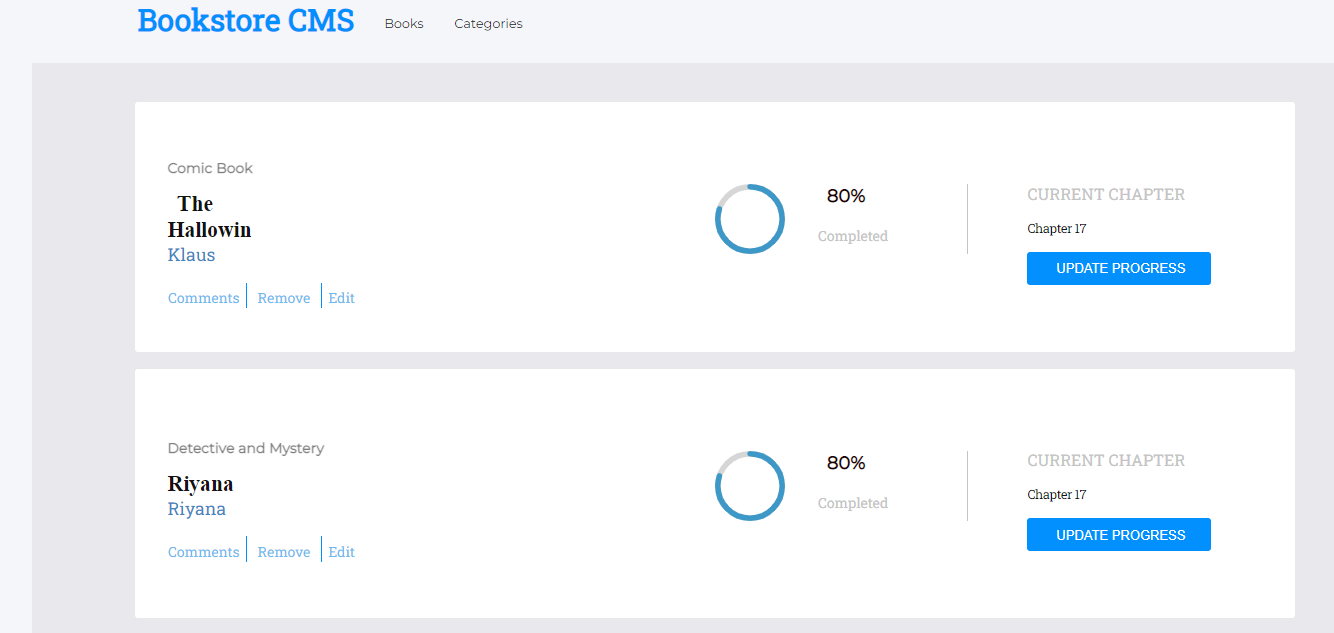 Bookstore CMS Books Categories
Comic Book
The
Hallowin
Klaus
Comments Remove Edit
80%
Completed
CURRENT CHAPTER
Chapter 17
UPDATE PROGRESS
Detective and Mystery
Riyana
Riyana
Comments Remove Edit
80%
Completed
CURRENT CHAPTER
Chapter 17
UPDATE PROGRESS